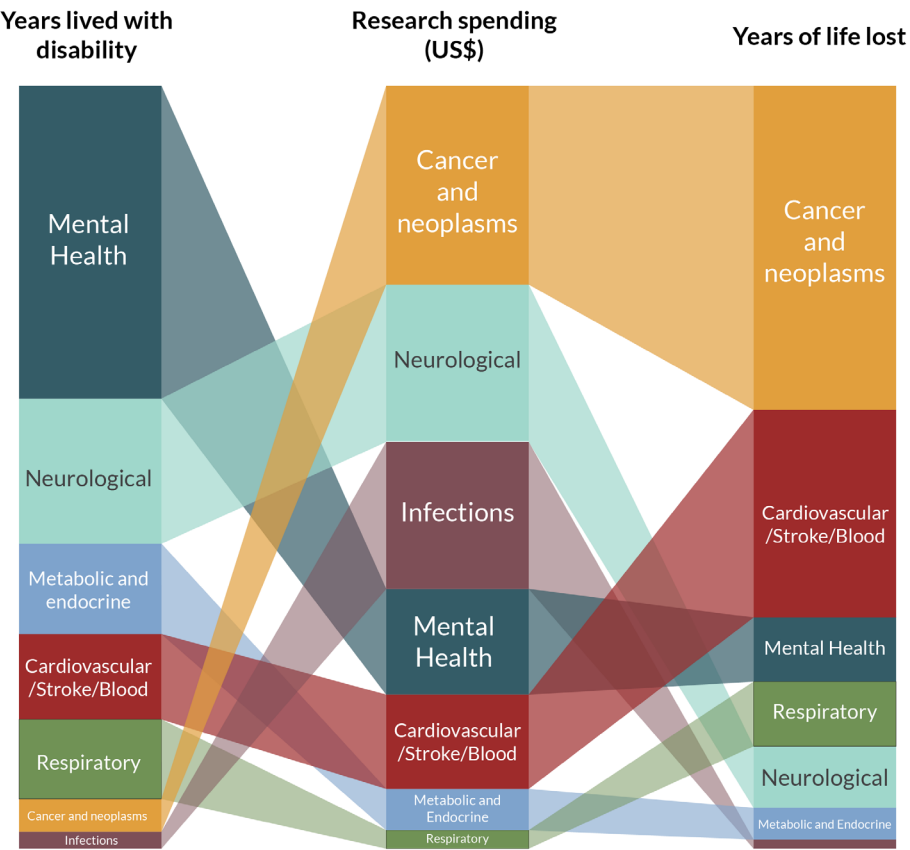 Years lived with
disability
Research spending
(US$)
Years of life lost
Mental
Health
Neurological
Metabolic and
endocrine
Cardiovascular
/Stroke/Blood
Respiratory
Cancer and neoplasms
Infections
Cancer
and
neoplasms
Neurological
Infections
Mental
Health
Cardiovascular
/Stroke/Blood
Metabolic and
Endocrine
Respiratory
Cancer
and
neoplasms
Cardiovascular
/Stroke/Blood
Mental Health
Respiratory
Neurological
Metabolic and Endocrine